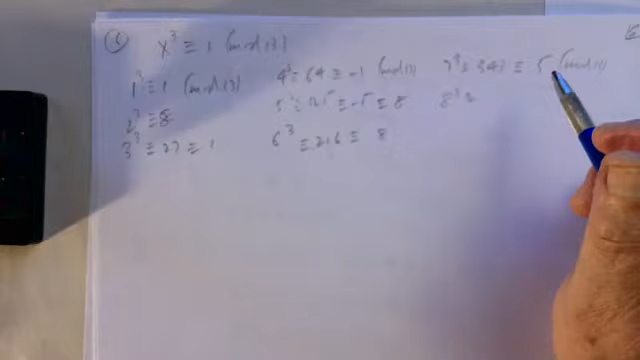 (c) x³ ≡ 1 (mod 13)
1³ ≡ 1 (mod 13)
2³ ≡ 8
3³ ≡ 27 ≡ 1
4³ ≡ 64 ≡ -1 (mod 13)
5³ ≡ 125 ≡ -5 ≡ 8
6³ ≡ 216 ≡ 8
7³ ≡ 343 ≡ 5 (mod 13)
8³ ≡